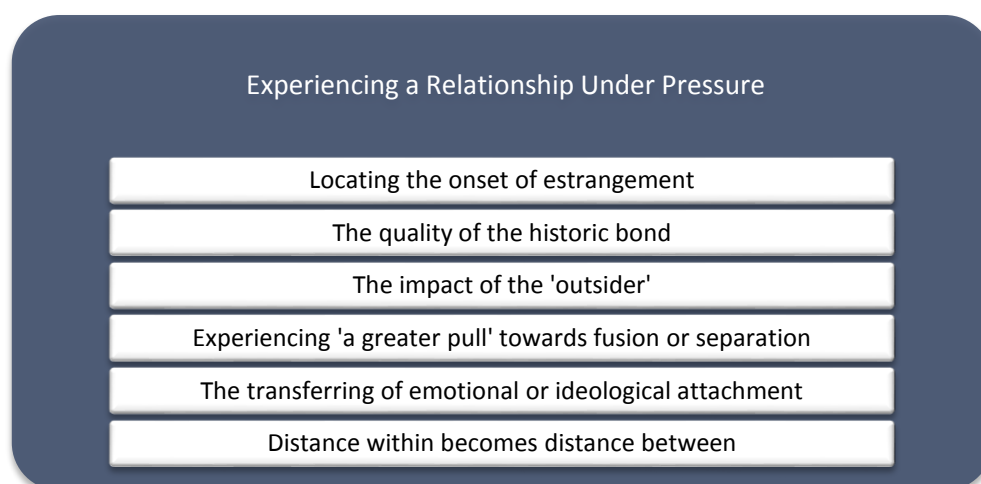 Experiencing a Relationship Under Pressure
Locating the onset of estrangement
The quality of the historic bond
The impact of the 'outsider'
Experiencing 'a greater pull' towards fusion or separation
The transferring of emotional or ideological attachment
Distance within becomes distance between